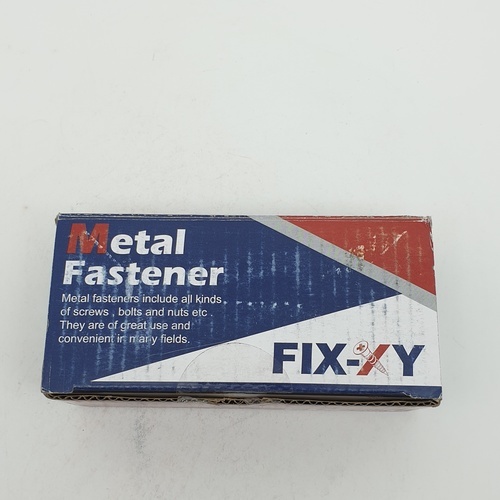 Metal
Fastener
Metal fasteners include all kinds
of screws , bolts and nuts etc .
They are of great use and
convenient in many fields.
FIX-XY